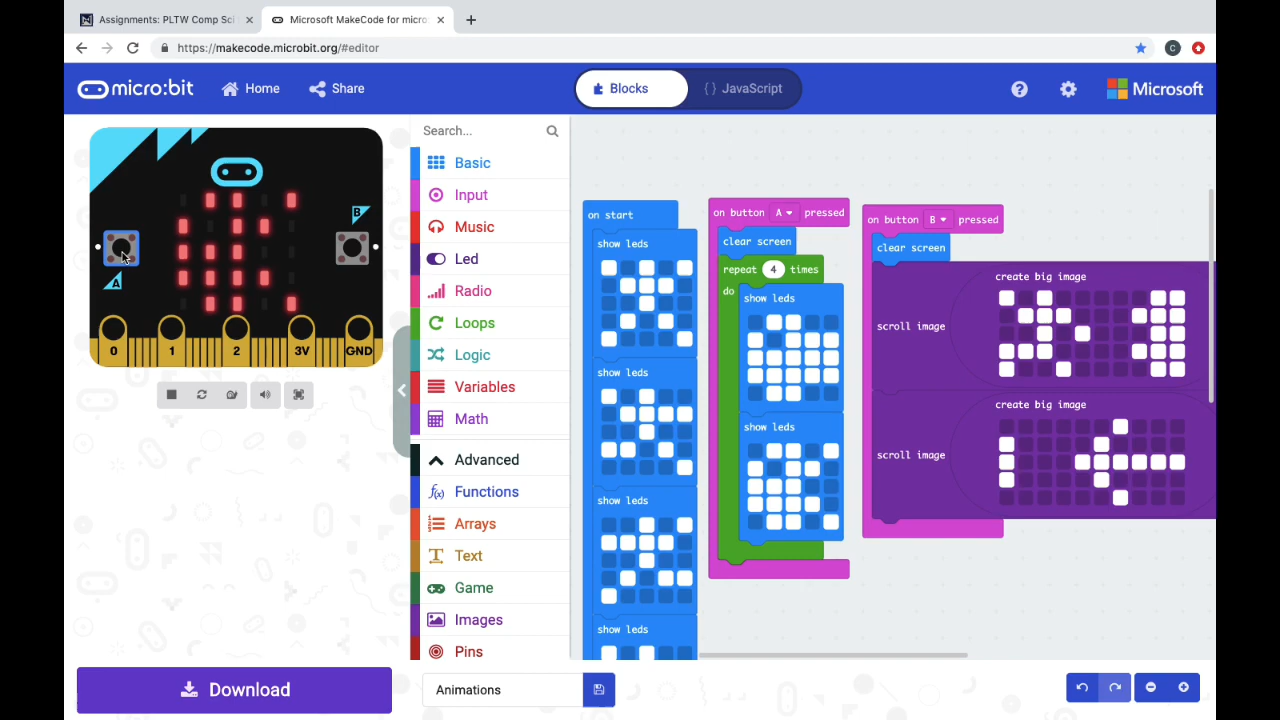 Assignments: PLTW Comp Sci
Microsoft MakeCode for micro:
https://makecode.microbit.org/#editor
C
micro:bit
Home
Share
Blocks
{} JavaScript
?
Microsoft
B
A
0
1
2
3V
GND
Search...
Basic
Input
Music
Led
Radio
Loops
Logic
Variables
Math
Advanced
f(x) Functions
Arrays
T Text
Game
Images
Pins
on start
show leds
show leds
show leds
show leds
on button A pressed
clear screen
repeat 4 times
do
show leds
show leds
on button B pressed
clear screen
scroll image
create big image
scroll image
create big image
Download
Animations